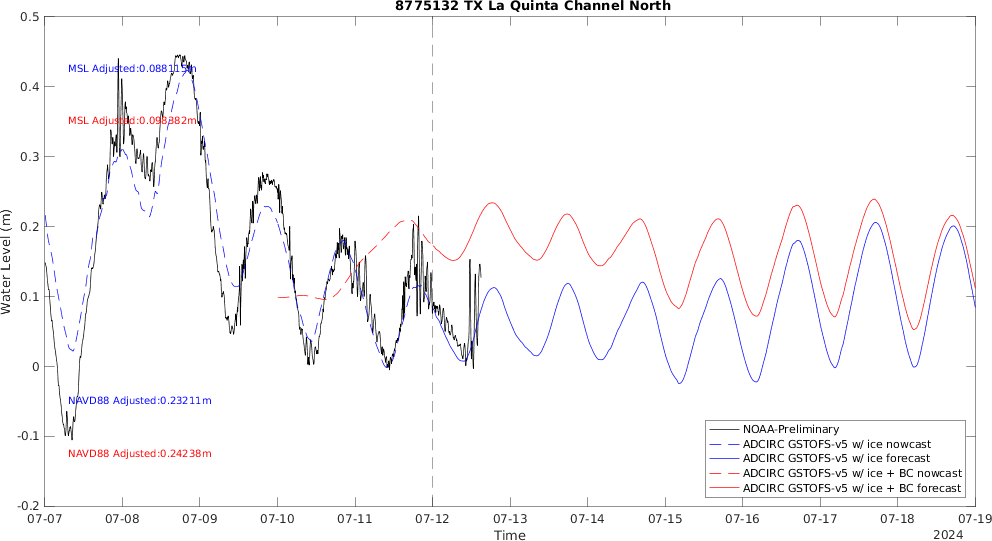 8775132 TX La Quinta Channel North
0.5
0.4
0.3
0.2
0.1
0
-0.1
-0.2
Water Level (m)
MSL Adjusted:0.098382m
NAVD88 Adjusted:0.23211m
NAVD88 Adjusted:0.24238m
NOAA-Preliminary
ADCIRC GSTOFS-v5 w/ ice nowcast
ADCIRC GSTOFS-v5 w/ ice forecast
ADCIRC GSTOFS-v5 w/ ice + BC nowcast
ADCIRC GSTOFS-v5 w/ ice + BC forecast
07-07 07-08 07-09 07-10 07-11 07-12 07-13 07-14 07-15 07-16 07-17 07-18 07-19
Time
2024